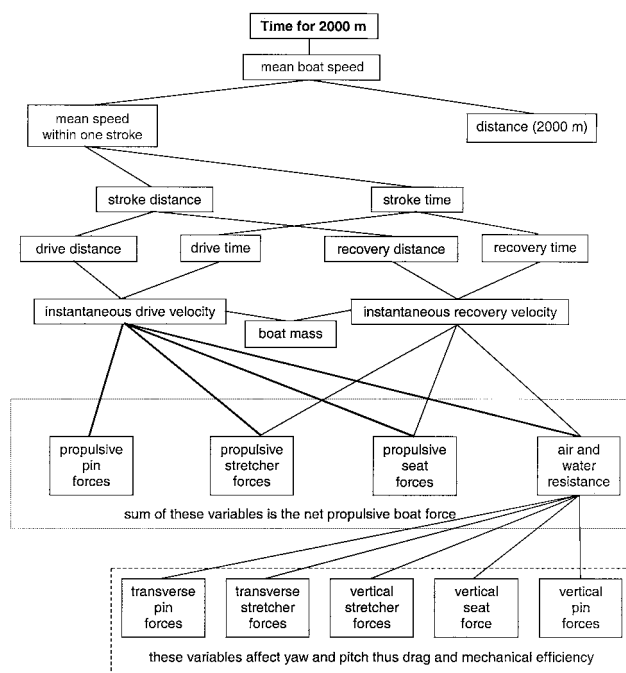 Time for 2000 m
mean boat speed
mean speed
within one stroke
distance (2000 m)
stroke distance
stroke time
drive distance
drive time
recovery distance
recovery time
instantaneous drive velocity
instantaneous recovery velocity
boat mass
propulsive
pin
forces
propulsive
stretcher
forces
propulsive
seat
forces
air and
water
resistance
sum of these variables is the net propulsive boat force
transverse
pin
forces
transverse
stretcher
forces
vertical
stretcher
forces
vertical
seat
force
vertical
pin
forces
these variables affect yaw and pitch thus drag and mechanical efficiency